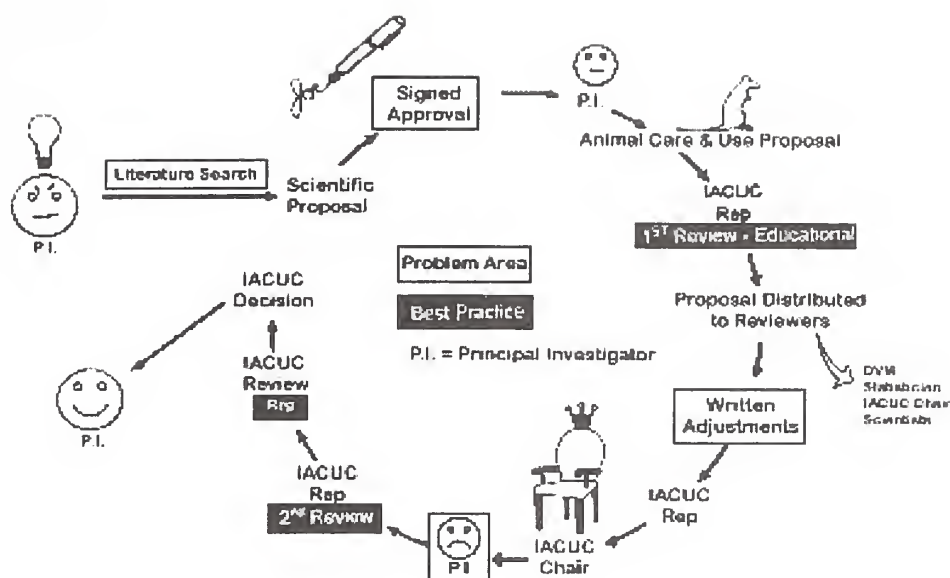 P.I.
Literature Search
Scientific
Proposal
Signed
Approval
P.I.
Animal Care & Use Proposal
IACUC
Rep
1ST Review - Educational
Proposal Distributed
to Reviewers
DVM
Statistician
IACUC Chair
Scientists
Written
Adjustments
IACUC
Rep
IACUC
Chair
P.I.
IACUC
Rep
2nd Review
IACUC
Review
IACUC
Decision
P.I.
Problem Area
Best Practice
P.I. = Principal Investigator